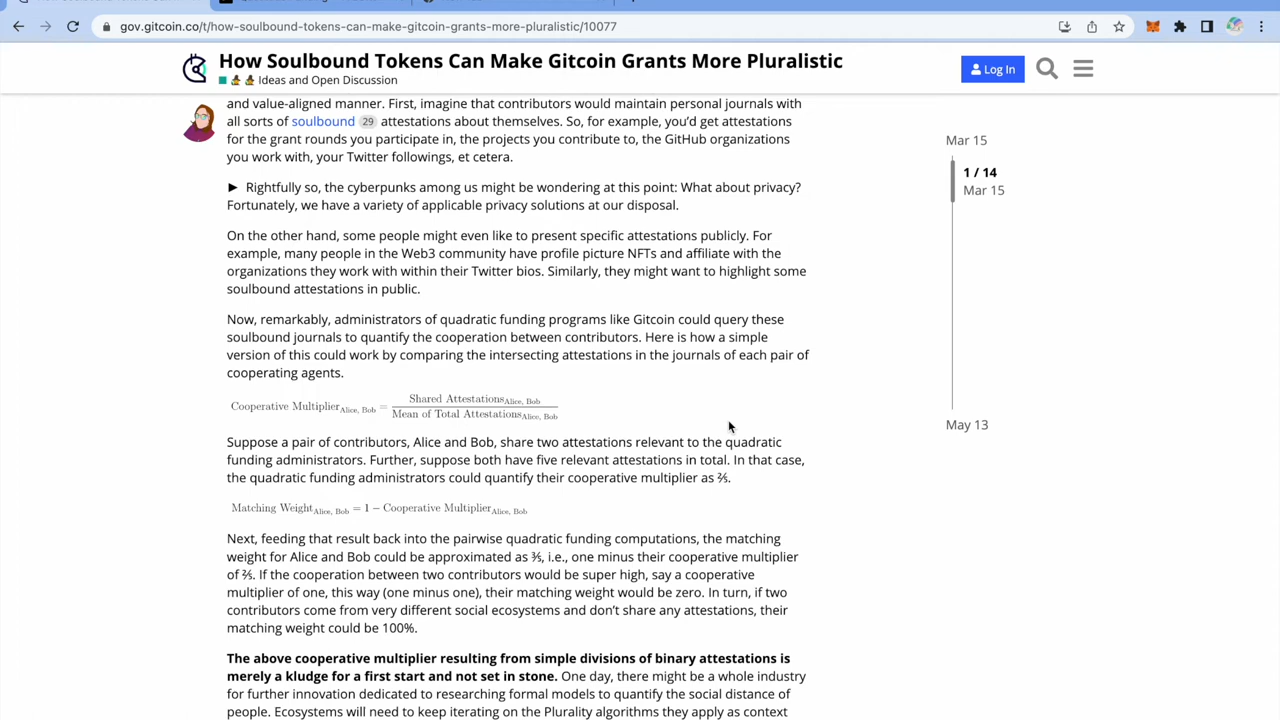 gov.gitcoin.co/t/how-soulbound-tokens-can-make-gitcoin-grants-more-pluralistic/10077
How Soulbound Tokens Can Make Gitcoin Grants More Pluralistic
Ideas and Open Discussion
Log In
and value-aligned manner. First, imagine that contributors would maintain personal journals with
all sorts of soulbound 29 attestations about themselves. So, for example, you’d get attestations
for the grant rounds you participate in, the projects you contribute to, the GitHub organizations
you work with, your Twitter followings, et cetera.
► Rightfully so, the cyberpunks among us might be wondering at this point: What about privacy?
Fortunately, we have a variety of applicable privacy solutions at our disposal.
On the other hand, some people might even like to present specific attestations publicly. For
example, many people in the Web3 community have profile picture NFTs and affiliate with the
organizations they work with within their Twitter bios. Similarly, they might want to highlight some
soulbound attestations in public.
Now, remarkably, administrators of quadratic funding programs like Gitcoin could query these
soulbound journals to quantify the cooperation between contributors. Here is how a simple
version of this could work by comparing the intersecting attestations in the journals of each pair of
cooperating agents.
Cooperative Multiplier Alice, Bob = Shared Attestations Alice, Bob
Mean of Total Attestations Alice, Bob
Suppose a pair of contributors, Alice and Bob, share two attestations relevant to the quadratic
funding administrators. Further, suppose both have five relevant attestations in total. In that case,
the quadratic funding administrators could quantify their cooperative multiplier as ⅖.
Matching Weight Alice, Bob = 1 − Cooperative Multiplier Alice, Bob
Next, feeding that result back into the pairwise quadratic funding computations, the matching
weight for Alice and Bob could be approximated as ⅗, i.e., one minus their cooperative multiplier
of ⅖. If the cooperation between two contributors would be super high, say a cooperative
multiplier of one, this way (one minus one), their matching weight would be zero. In turn, if two
contributors come from very different social ecosystems and don’t share any attestations, their
matching weight could be 100%.
The above cooperative multiplier resulting from simple divisions of binary attestations is
merely a kludge for a first start and not set in stone. One day, there might be a whole industry
for further innovation dedicated to researching formal models to quantify the social distance of
people. Ecosystems will need to keep iterating on the Plurality algorithms they apply as context
Mar 15
1 / 14
Mar 15
May 13